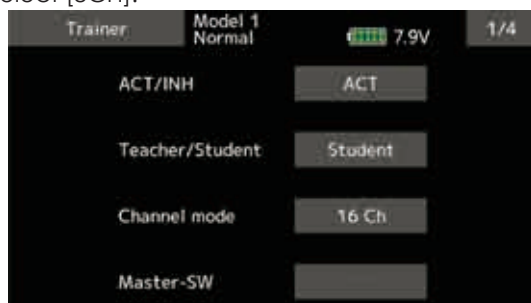 Trainer Model 1 7.9V 1/4
Normal
ACT/INH ACT
Teacher/Student Student
Channel mode 16 Ch
Master-SW